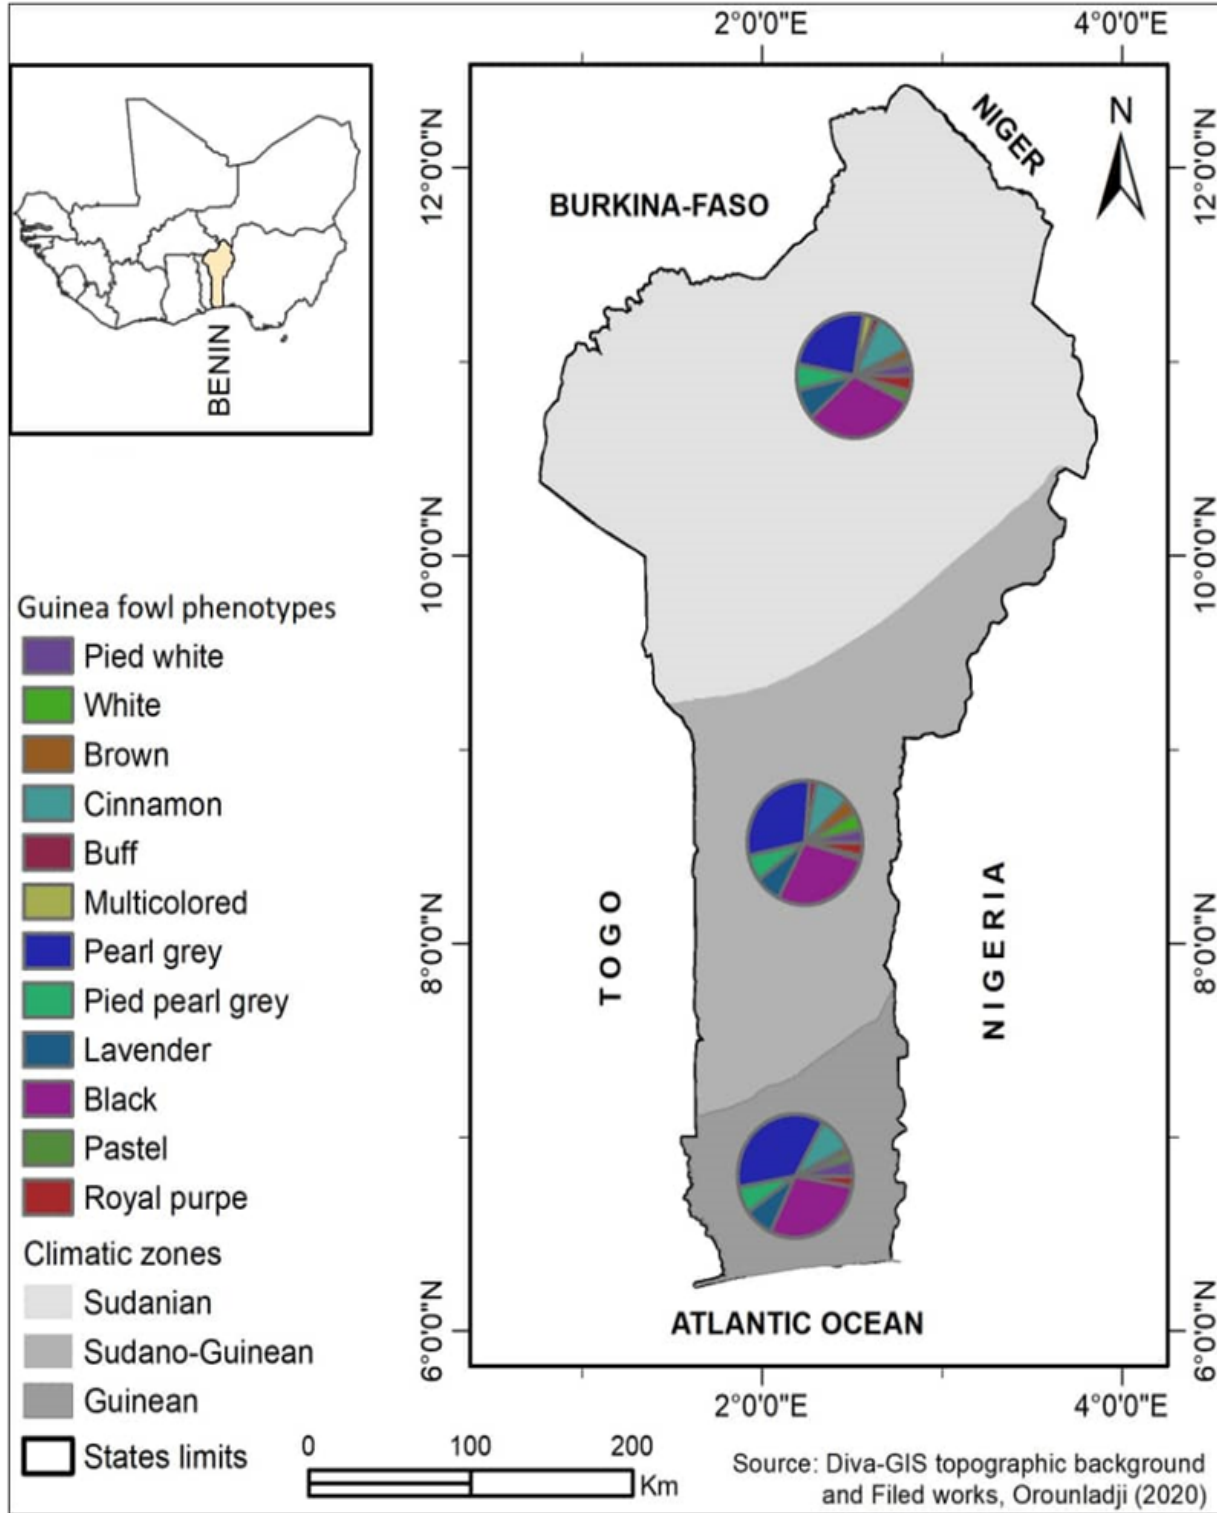 2°0'0"E
4°0'0"E
12°0'0"N
10°0'0"N
8°0'0"N
6°0'0"N
12°0'0"N
10°0'0"N
8°0'0"N
6°0'0"N
BENIN
N
NIGER
BURKINA-FASO
TOGO
NIGERIA
ATLANTIC OCEAN
Guinea fowl phenotypes
Pied white
White
Brown
Cinnamon
Buff
Multicolored
Pearl grey
Pied pearl grey
Lavender
Black
Pastel
Royal purpe
Climatic zones
Sudanian
Sudano-Guinean
Guinean
States limits
2°0'0"E
4°0'0"E
0
100
200
Km
Source: Diva-GIS topographic background
and Filed works, Orounladji (2020)